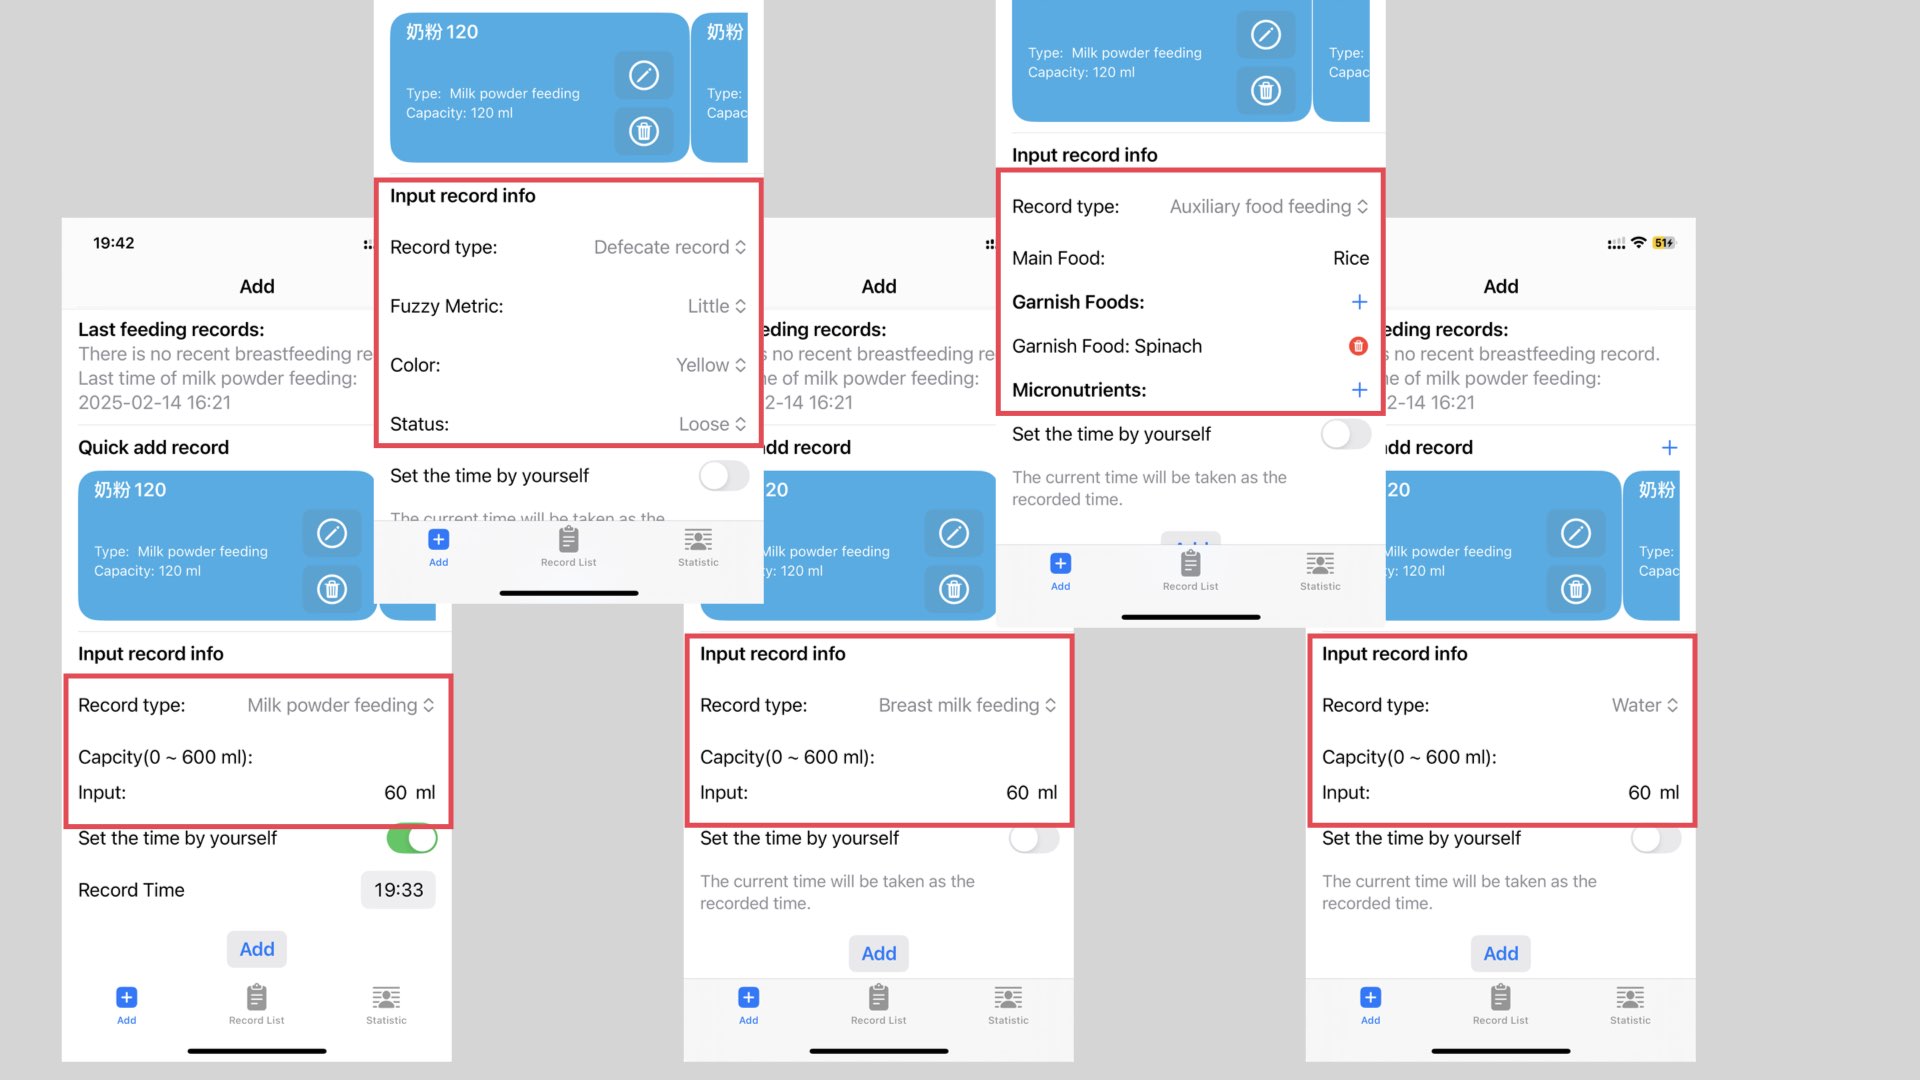 19:42
Add
Last feeding records:
There is no recent breastfeeding re
Last time of milk powder feeding:
2025-02-14 16:21
Quick add record
奶粉 120
Type: Milk powder feeding
Capacity: 120 ml
Input record info
Record type: Milk powder feeding
Capcity(0 ~ 600 ml):
Input: 60 ml
Set the time by yourself
Record Time 19:33
Add
Add Record List Statistic
奶粉 120 奶粉
Type: Milk powder feeding Type:
Capacity: 120 ml Capac
Input record info
Record type: Defecate record
Fuzzy Metric: Little
Color: Yellow
Status: Loose
Set the time by yourself
The current time will be taken as the
Add Record List Statistic
Add
eding records:
s no recent breastfeeding re
ne of milk powder feeding:
2-14 16:21
dd record
20
Milk powder feeding
y: 120 ml
Input record info
Record type: Breast milk feeding
Capcity(0 ~ 600 ml):
Input: 60 ml
Set the time by yourself
The current time will be taken as the
recorded time.
Add
Add Record List Statistic
Type: Milk powder feeding Type:
Capacity: 120 ml Capac
Input record info
Record type: Auxiliary food feeding
Main Food: Rice
Garnish Foods:
Garnish Food: Spinach
Micronutrients:
Set the time by yourself
The current time will be taken as the
recorded time.
Add Record List Statistic
51
Add
eding records:
s no recent breastfeeding record.
ne of milk powder feeding:
2-14 16:21
dd record
20 奶粉
Milk powder feeding Type:
y: 120 ml Capac
Input record info
Record type: Water
Capcity(0 ~ 600 ml):
Input: 60 ml
Set the time by yourself
The current time will be taken as the
recorded time.
Add
Add Record List Statistic